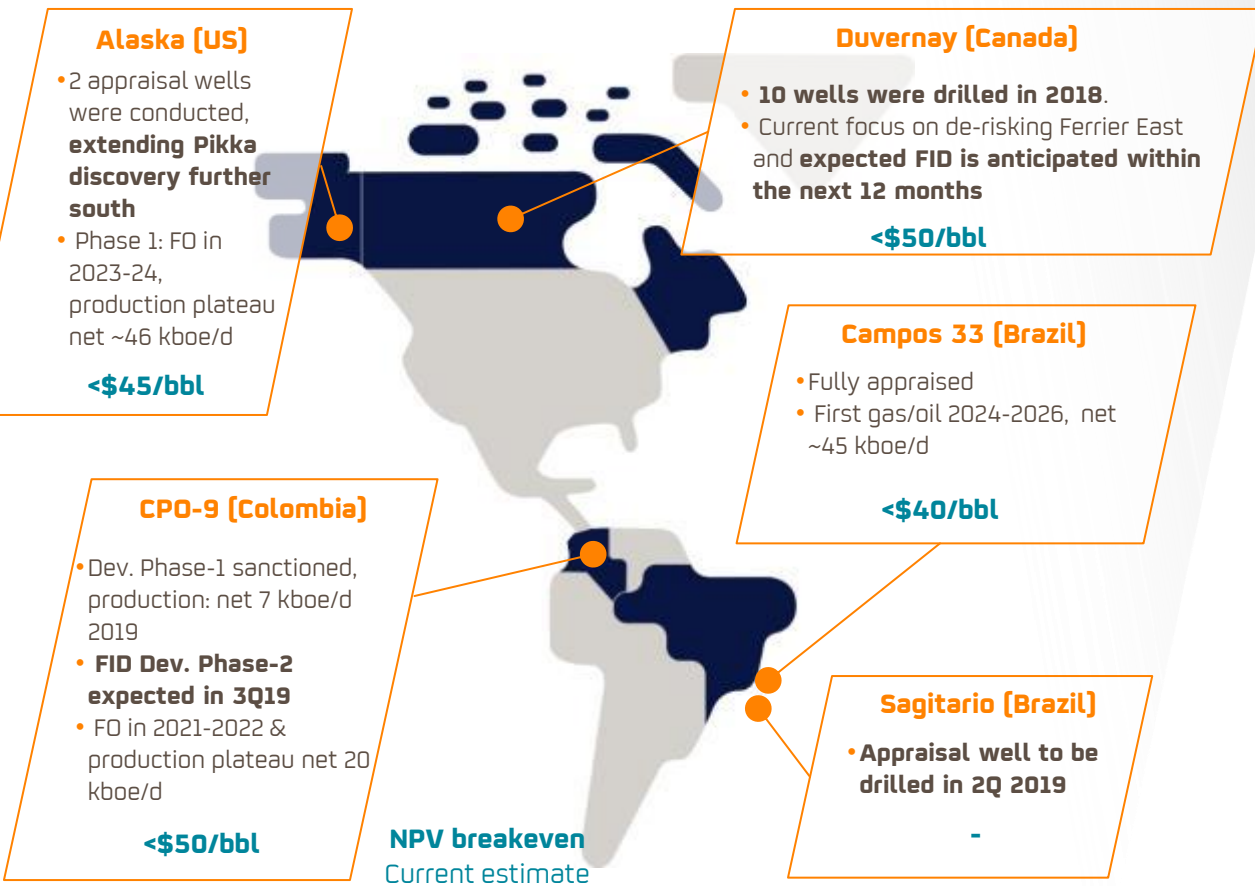 Alaska (US)
• 2 appraisal wells
were conducted,
extending Pikka
discovery further
south
• Phase 1: FO in
2023-24,
production plateau
net ~46 kboe/d
<$45/bbl
Duvernay (Canada)
• 10 wells were drilled in 2018.
• Current focus on de-risking Ferrier East
and expected FID is anticipated within
the next 12 months
<$50/bbl
Campos 33 (Brazil)
• Fully appraised
• First gas/oil 2024-2026, net
~45 kboe/d
<$40/bbl
CPO-9 (Colombia)
• Dev. Phase-1 sanctioned,
production: net 7 kboe/d
2019
• FID Dev. Phase-2
expected in 3Q19
• FO in 2021-2022 &
production plateau net 20
kboe/d
<$50/bbl
Sagitario (Brazil)
• Appraisal well to be
drilled in 2Q 2019
-
NPV breakeven
Current estimate